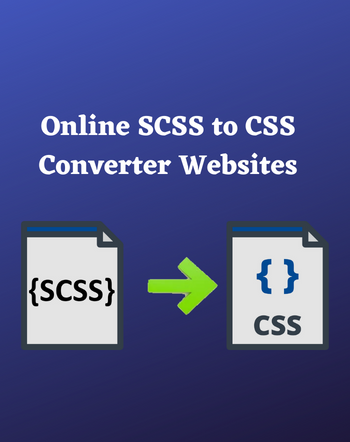 Online SCSS to CSS
Converter Websites
{SCSS}
{ }
CSS